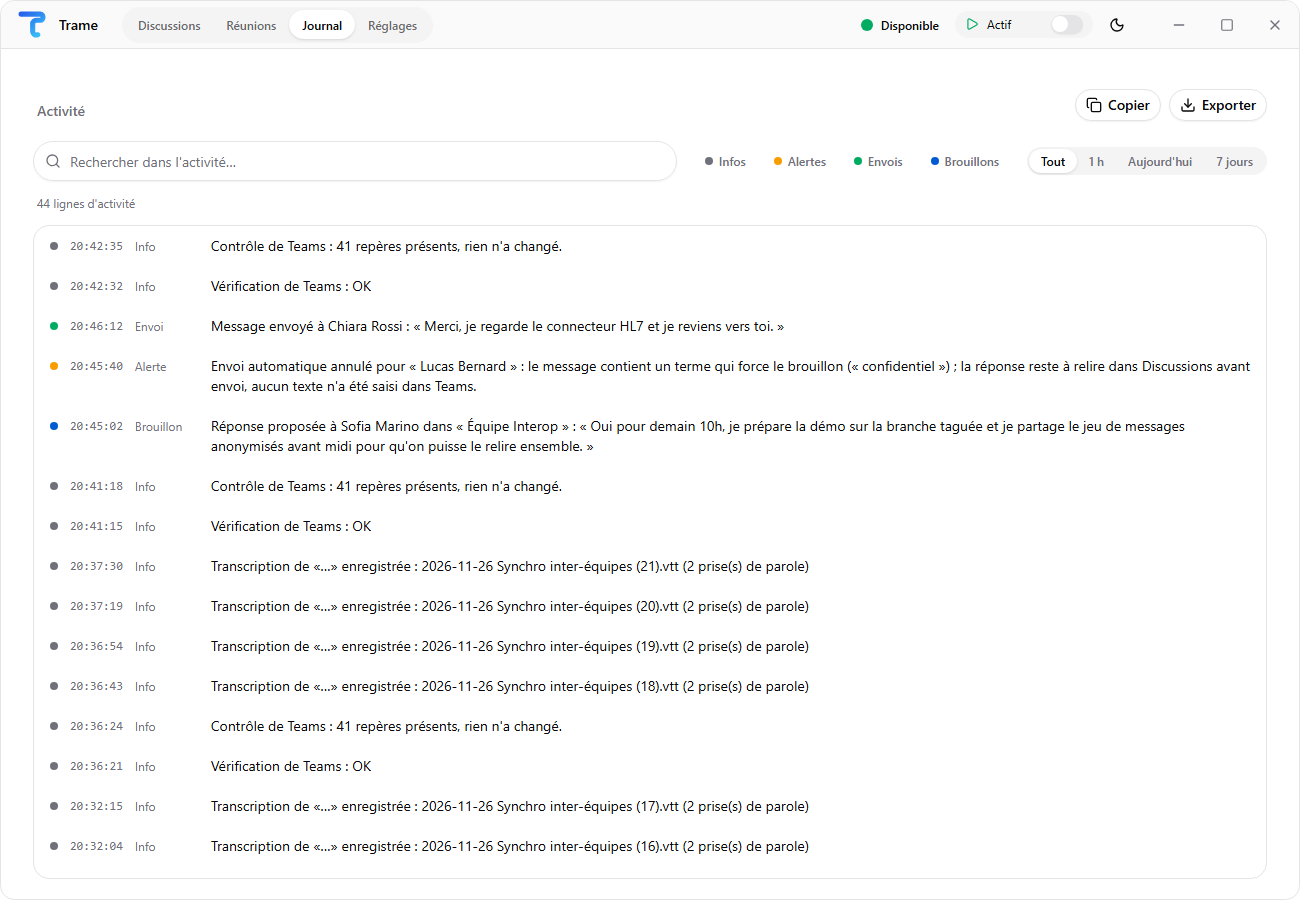 Trame
Discussions
Réunions
Journal
Réglages
Disponible
Actif
Activité
Copier
Exporter
Rechercher dans l'activité...
Infos
Alertes
Envois
Brouillons
Tout
1 h
Aujourd'hui
7 jours
44 lignes d'activité
20:42:35 Info Contrôle de Teams : 41 repères présents, rien n'a changé.
20:42:32 Info Vérification de Teams : OK
20:46:12 Envoi Message envoyé à Chiara Rossi : « Merci, je regarde le connecteur HL7 et je reviens vers toi. »
20:45:40 Alerte Envoi automatique annulé pour « Lucas Bernard » : le message contient un terme qui force le brouillon (« confidentiel ») ; la réponse reste à relire dans Discussions avant
envoi, aucun texte n'a été saisi dans Teams.
20:45:02 Brouillon Réponse proposée à Sofia Marino dans « Équipe Interop » : « Oui pour demain 10h, je prépare la démo sur la branche taguée et je partage le jeu de messages
anonymisés avant midi pour qu'on puisse le relire ensemble. »
20:41:18 Info Contrôle de Teams : 41 repères présents, rien n'a changé.
20:41:15 Info Vérification de Teams : OK
20:37:30 Info Transcription de «...» enregistrée : 2026-11-26 Synchro inter-équipes (21).vtt (2 prise(s) de parole)
20:37:19 Info Transcription de «...» enregistrée : 2026-11-26 Synchro inter-équipes (20).vtt (2 prise(s) de parole)
20:36:54 Info Transcription de «...» enregistrée : 2026-11-26 Synchro inter-équipes (19).vtt (2 prise(s) de parole)
20:36:43 Info Transcription de «...» enregistrée : 2026-11-26 Synchro inter-équipes (18).vtt (2 prise(s) de parole)
20:36:24 Info Contrôle de Teams : 41 repères présents, rien n'a changé.
20:36:21 Info Vérification de Teams : OK
20:32:15 Info Transcription de «...» enregistrée : 2026-11-26 Synchro inter-équipes (17).vtt (2 prise(s) de parole)
20:32:04 Info Transcription de «...» enregistrée : 2026-11-26 Synchro inter-équipes (16).vtt (2 prise(s) de parole)